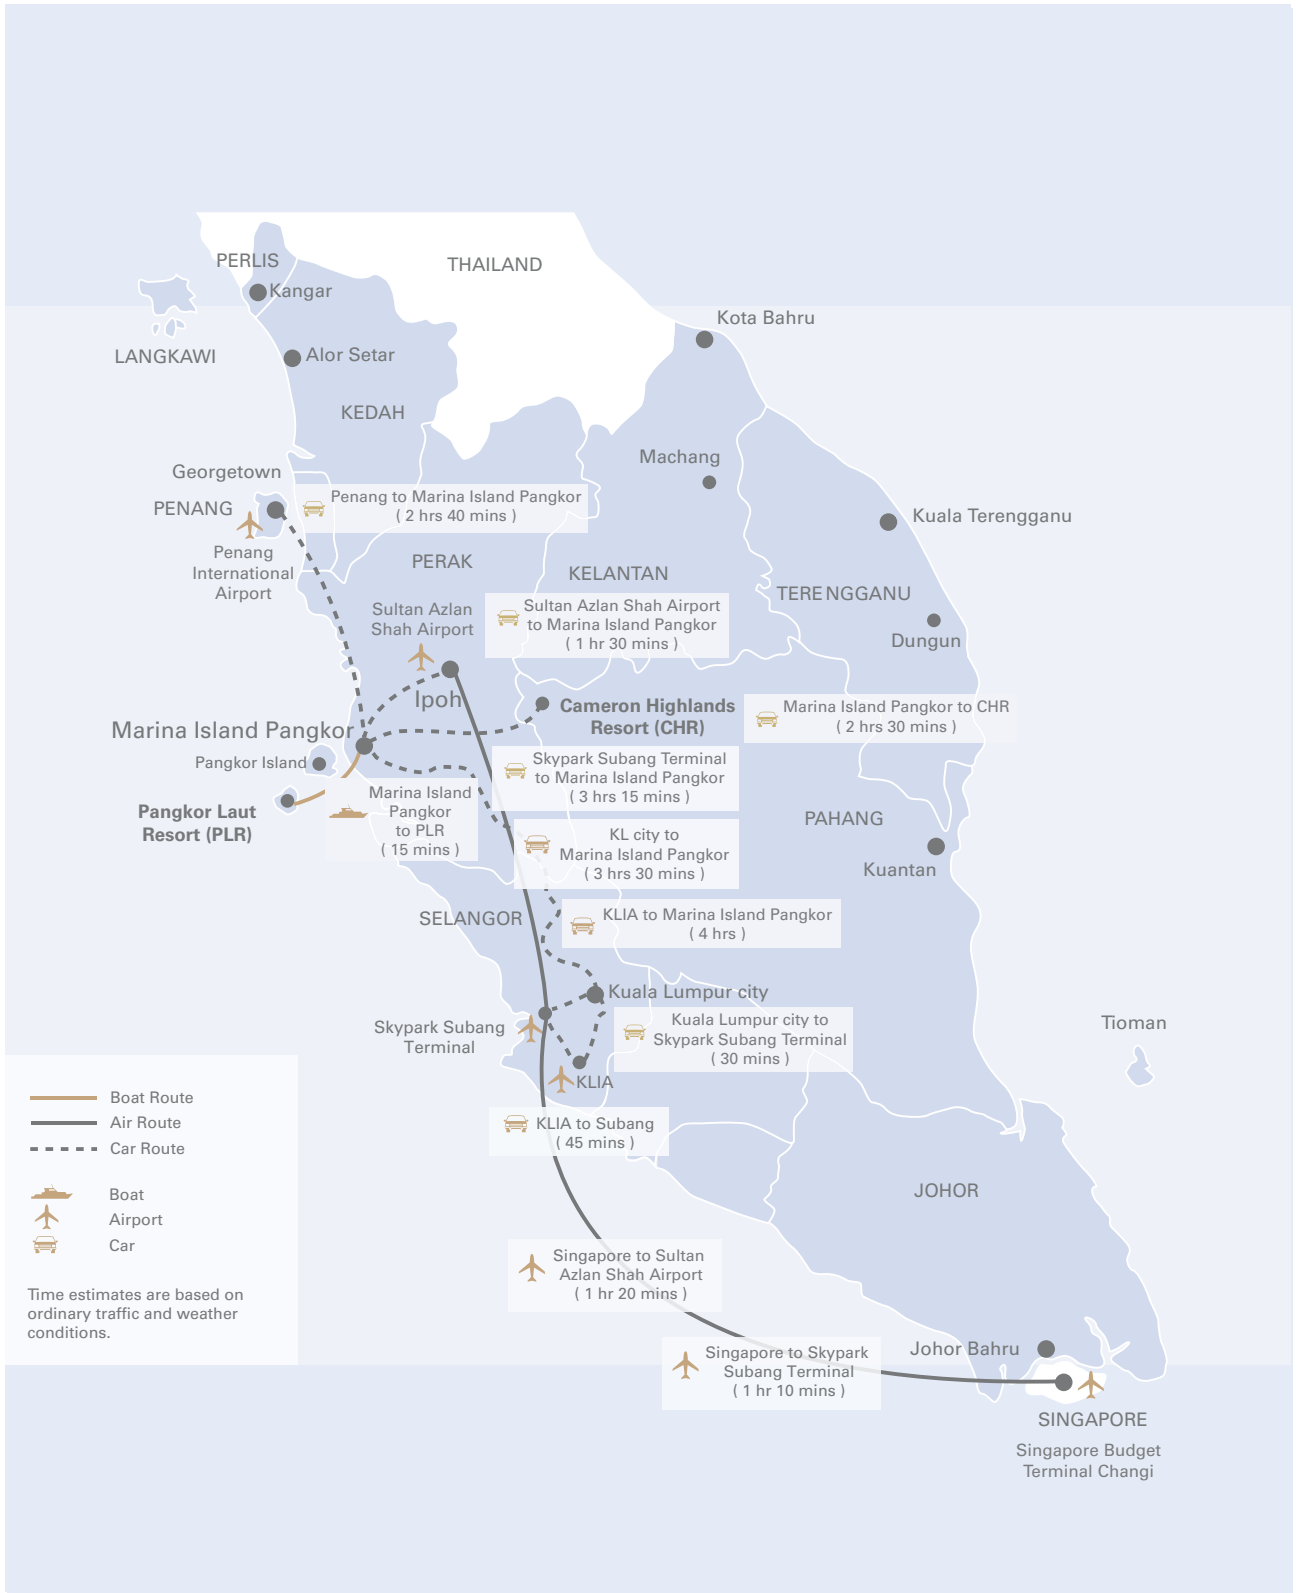 THAILAND
PERLIS
Kangar
Kota Bahru
LANGKAWI
Alor Setar
KEDAH
Machang
Georgetown
PENANG
Penang to Marina Island Pangkor
( 2 hrs 40 mins )
Kuala Terengganu
Penang
International
Airport
PERAK
KELANTAN
TERENGGANU
Sultan Azlan
Shah Airport
Sultan Azlan Shah Airport
to Marina Island Pangkor
( 1 hr 30 mins )
Dungun
Ipoh
Cameron Highlands
Resort (CHR)
Marina Island Pangkor to CHR
( 2 hrs 30 mins )
Marina Island Pangkor
Pangkor Island
Skypark Subang Terminal
to Marina Island Pangkor
( 3 hrs 15 mins )
Pangkor Laut
Resort (PLR)
Marina Island
Pangkor
to PLR
( 15 mins )
PAHANG
KL city to
Marina Island Pangkor
( 3 hrs 30 mins )
Kuantan
SELANGOR
KLIA to Marina Island Pangkor
( 4 hrs )
Kuala Lumpur city
Skypark Subang
Terminal
Kuala Lumpur city to
Skypark Subang Terminal
( 30 mins )
Tioman
KLIA
KLIA to Subang
( 45 mins )
Boat Route
Air Route
Car Route
Boat
Airport
Car
Time estimates are based on
ordinary traffic and weather
conditions.
JOHOR
Singapore to Sultan
Azlan Shah Airport
( 1 hr 20 mins )
Singapore to Skypark
Subang Terminal
( 1 hr 10 mins )
Johor Bahru
SINGAPORE
Singapore Budget
Terminal Changi